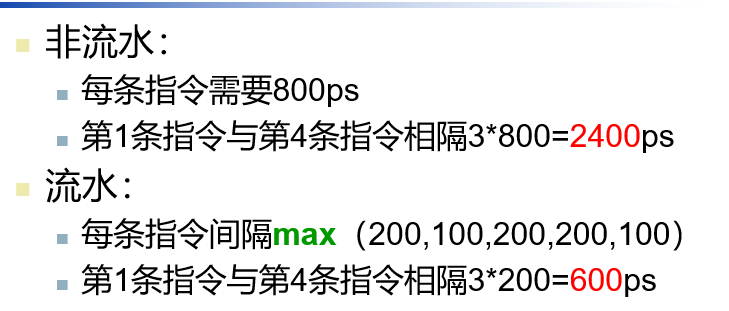 非流水：
每条指令需要800ps
第1条指令与第4条指令相隔3*800=2400ps
流水：
每条指令间隔max（200,100,200,200,100）
第1条指令与第4条指令相隔3*200=600ps